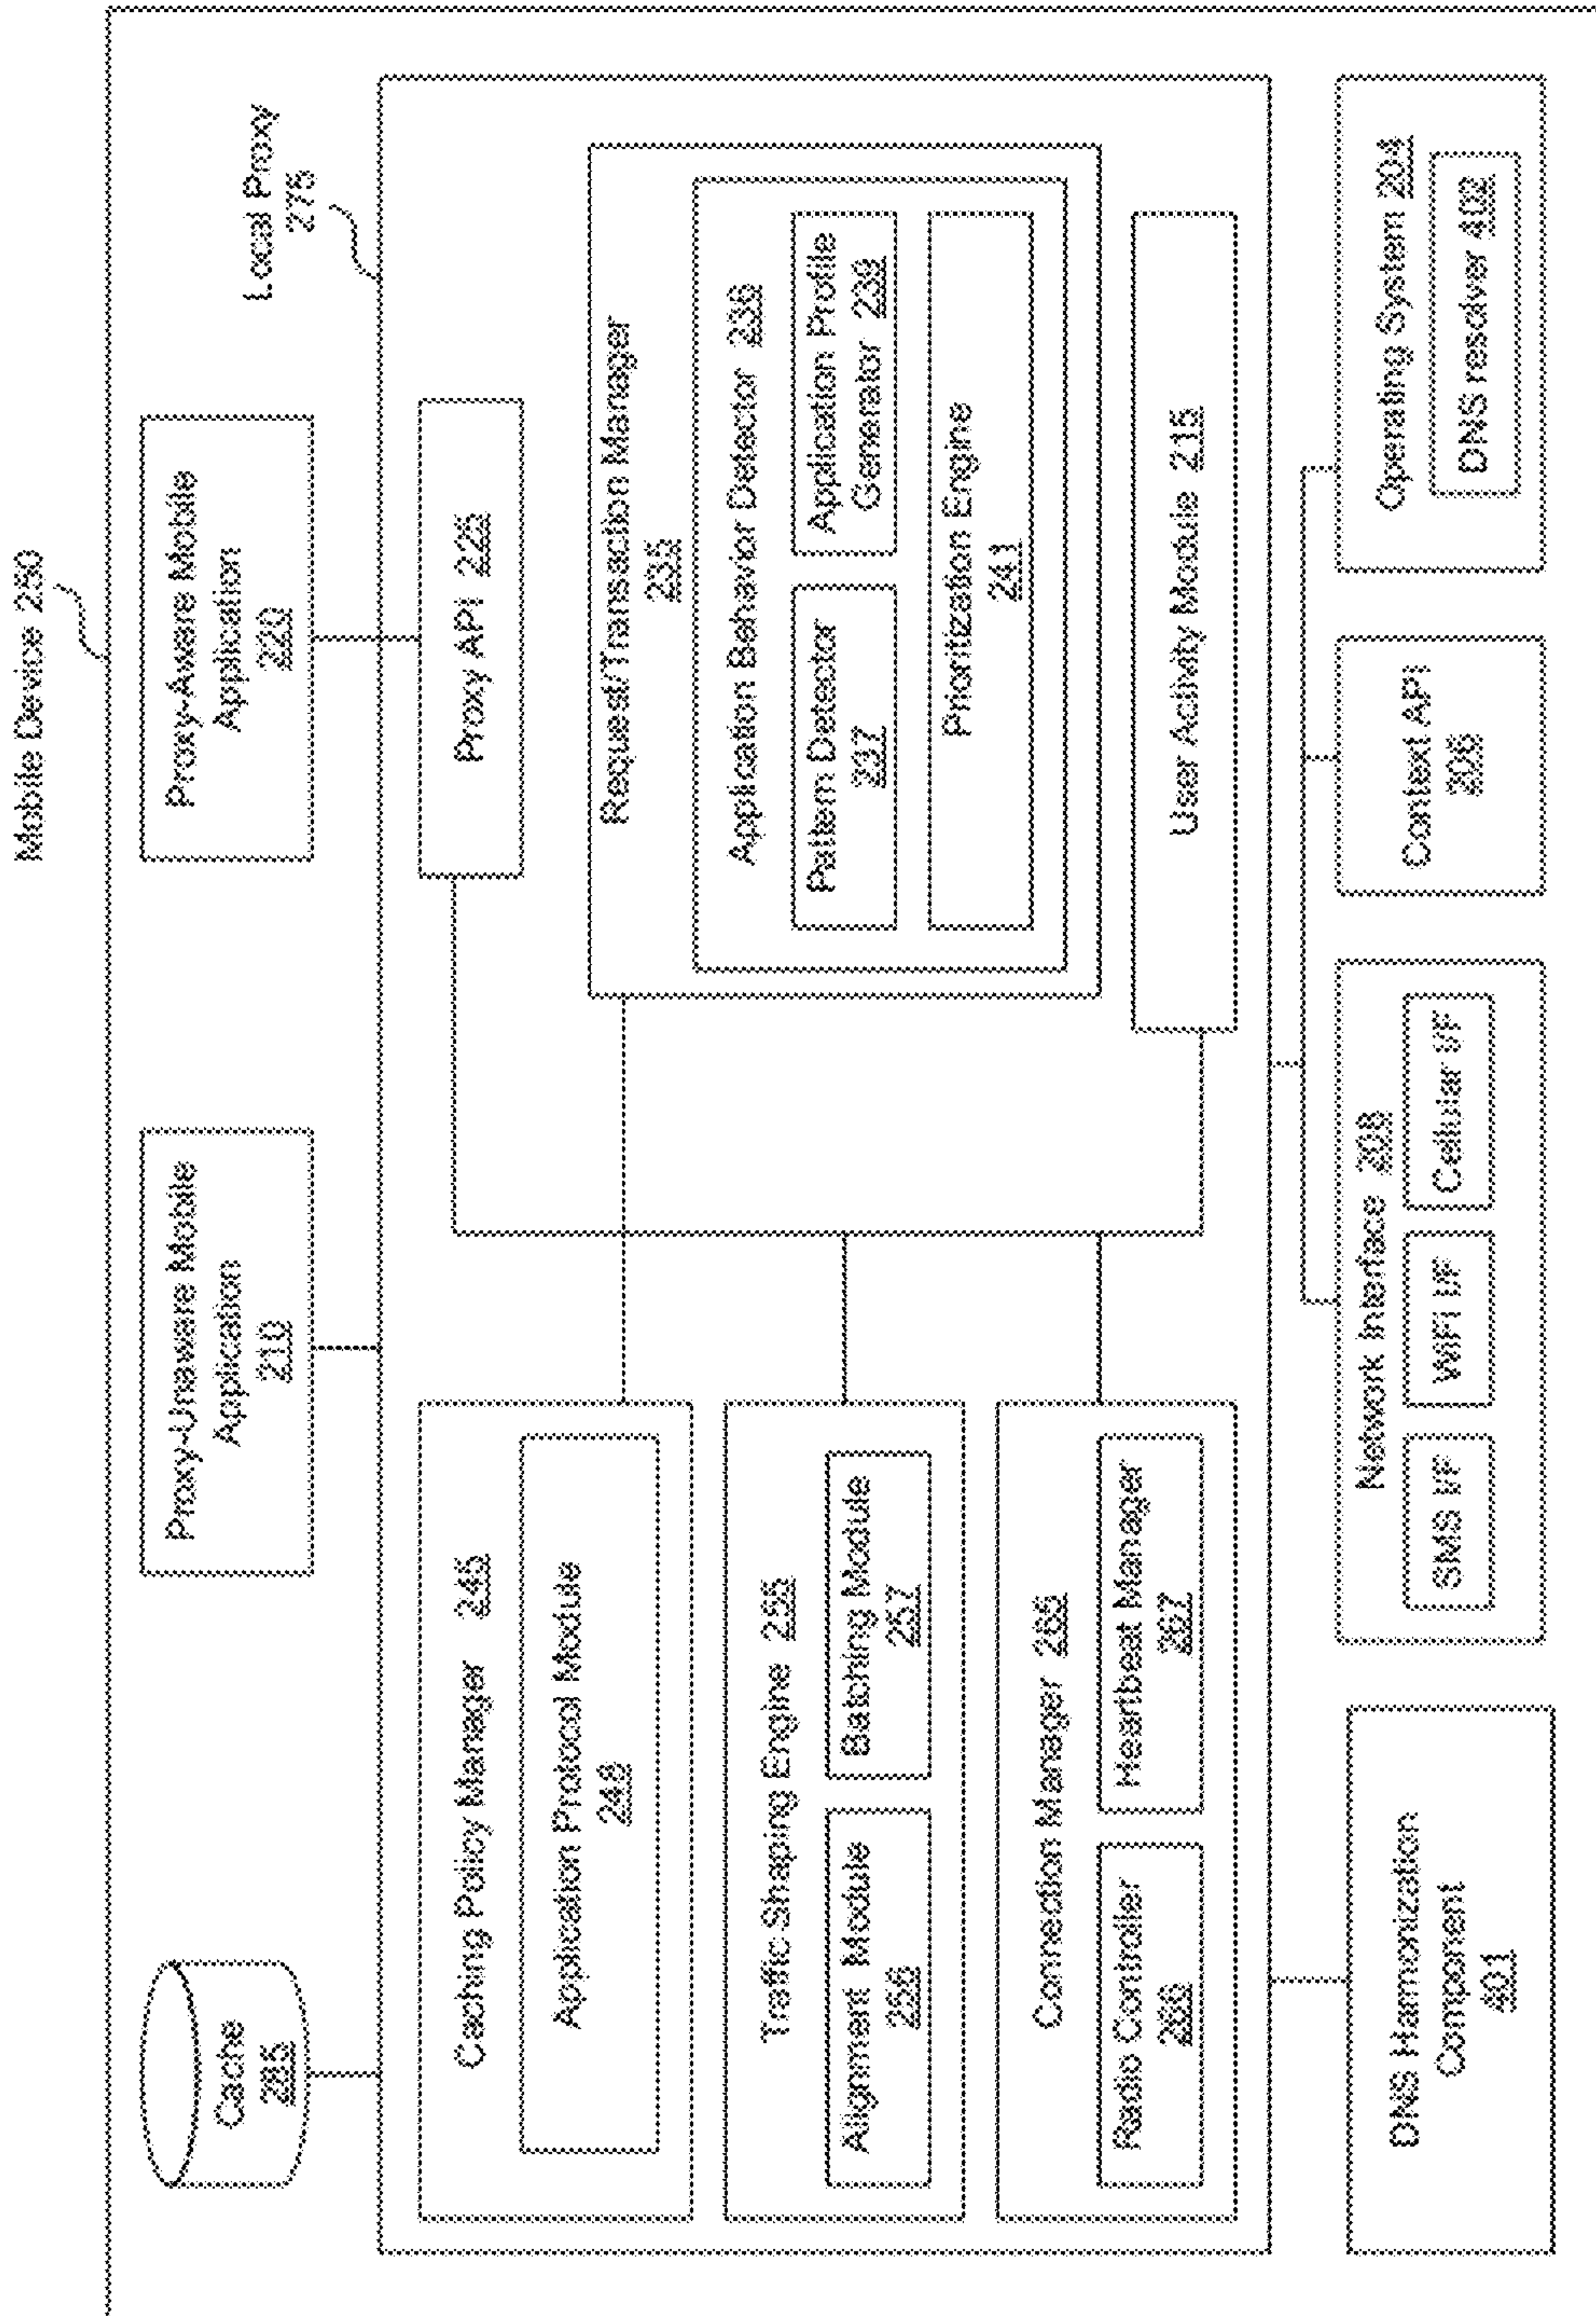 Mobile Device 250
Local Proxy
275
Cache
285
Proxy-Unaware Mobile
Application
210
Proxy-Aware Mobile
Application
220
Proxy API 225
Caching Policy Manager 245
Application Protocol Module
248
Traffic Shaping Engine 255
Alignment Module
256
Batching Module
257
Connection Manager 265
Radio Controller
266
Heartbeat Manager
267
Request/Transaction Manager
235
Application Behavior Detector 236
Pattern Detector
237
Application Profile
Generator 239
Prioritization Engine
241
User Activity Module 215
DNS Harmonization
Component
401
Network Interface 208
SMS I/F
WiFi I/F
Cellular I/F
Context API
206
Operating System 204
DNS resolver 402